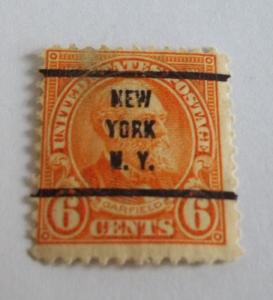 UNITED STATES POSTAGE
NEW
YORK
N. Y.
GARFIELD
6 CENTS 6